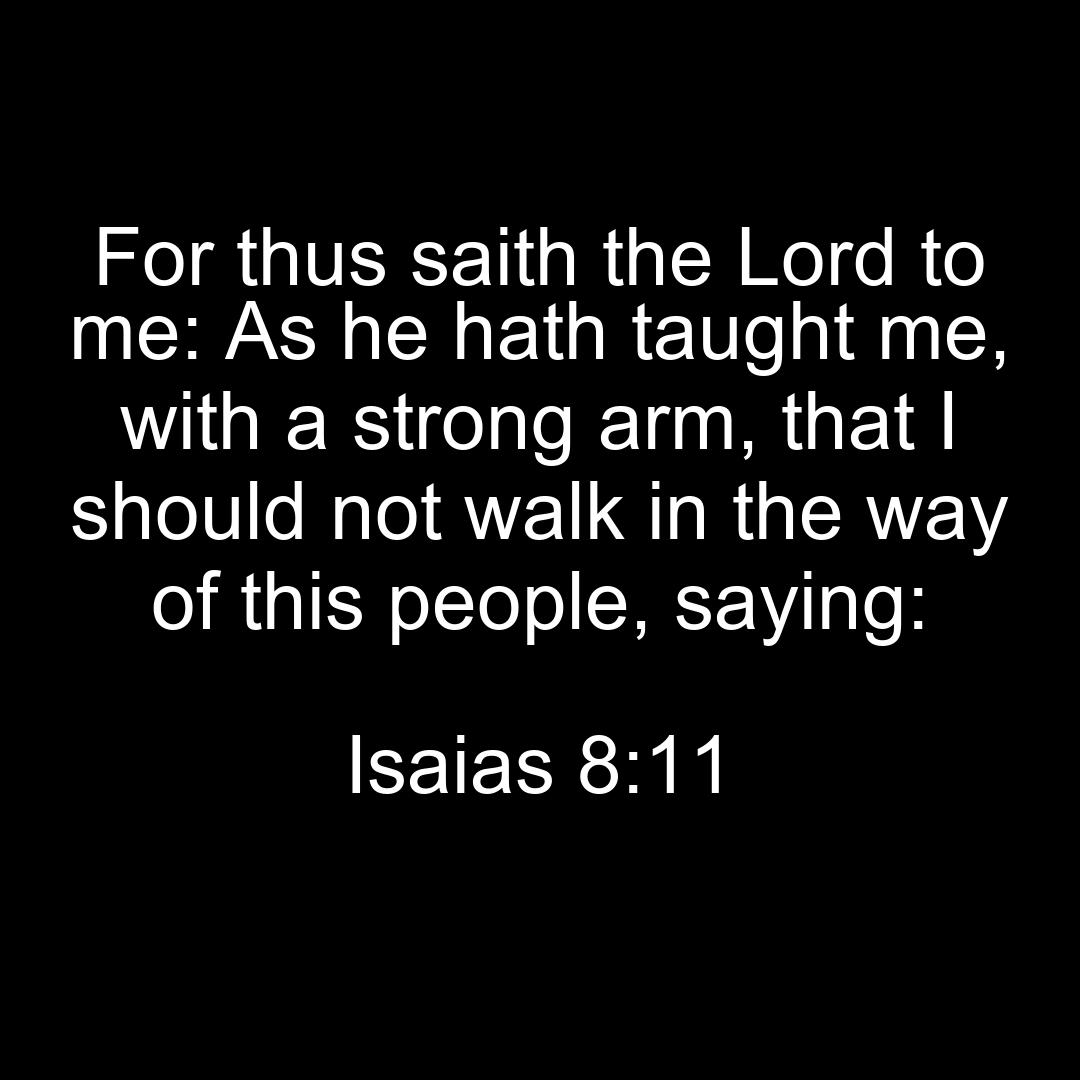 For thus saith the Lord to
me: As he hath taught me,
with a strong arm, that I
should not walk in the way
of this people, saying:
Isaias 8:11